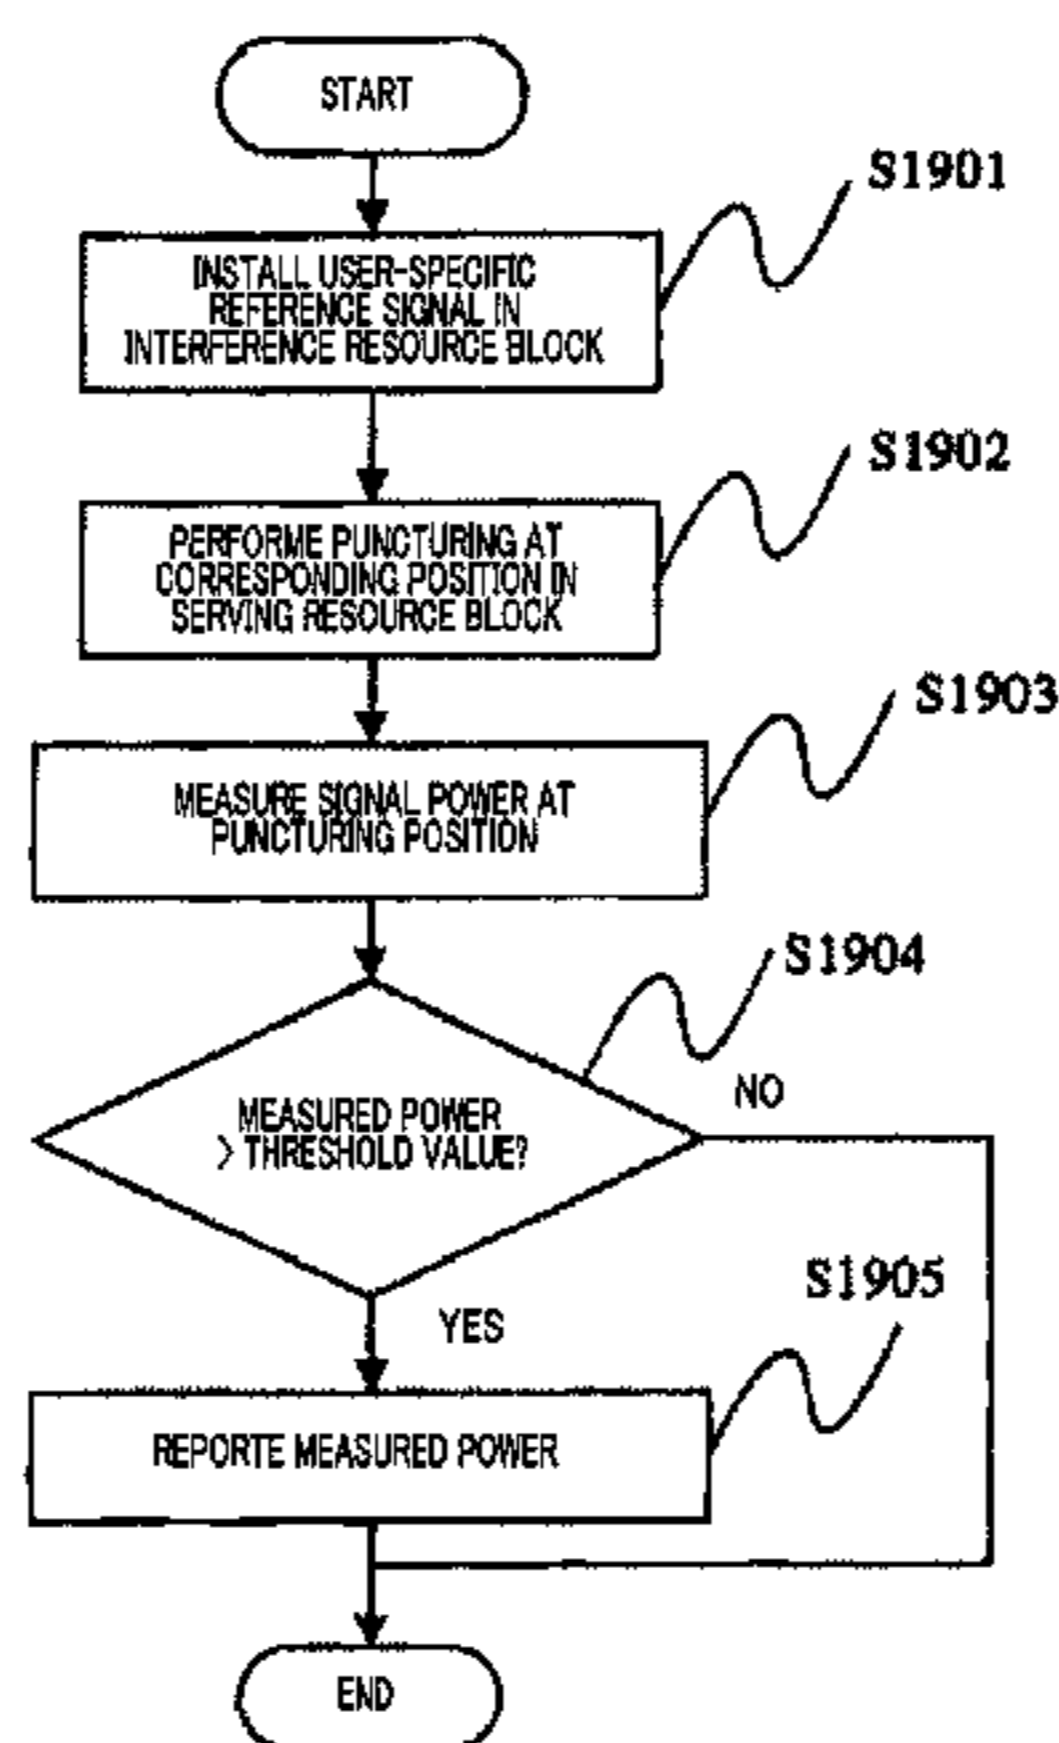 START
S1901
INSTALL USER-SPECIFIC
REFERENCE SIGNAL IN
INTERFERENCE RESOURCE BLOCK
S1902
PERFORME PUNCTURING AT
CORRESPONDING POSITION IN
SERVING RESOURCE BLOCK
S1903
MEASURE SIGNAL POWER AT
PUNCTURING POSITION
S1904
NO
MEASURED POWER
> THRESHOLD VALUE?
S1905
YES
REPORTE MEASURED POWER
END